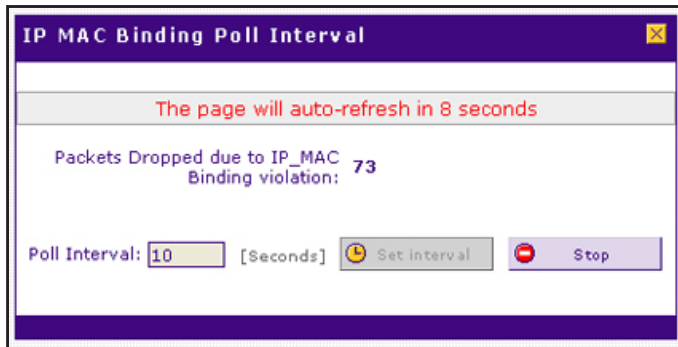 IP MAC Binding Poll Interval
The page will auto-refresh in 8 seconds
Packets Dropped due to IP_MAC
Binding violation: 73
Poll Interval: 10 [Seconds] Set interval Stop